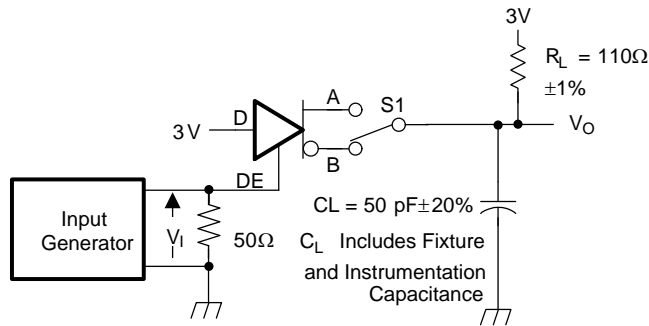 3V
R_L = 110Ω
±1%
A
S1
D
3V
V_O
B
DE
CL = 50 pF±20%
Input
Generator
V_I
50Ω
C_L Includes Fixture
and Instrumentation
Capacitance